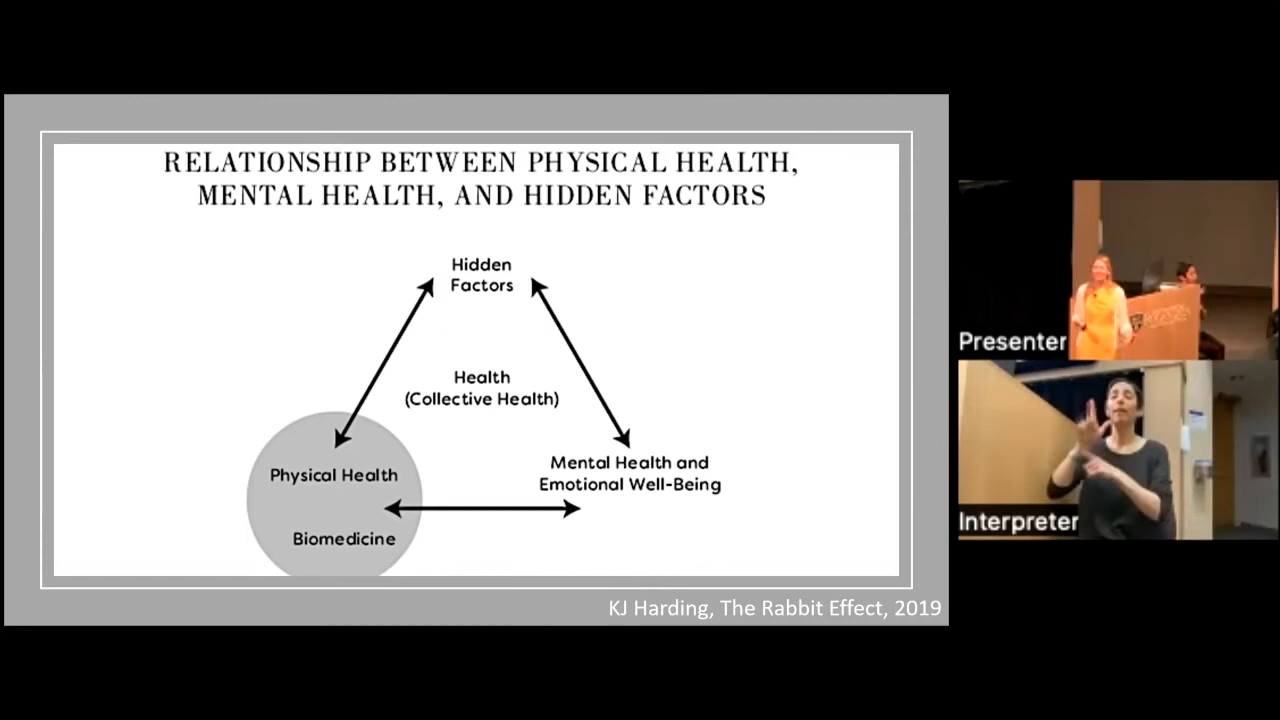 RELATIONSHIP BETWEEN PHYSICAL HEALTH,
MENTAL HEALTH, AND HIDDEN FACTORS
Hidden
Factors
Health
(Collective Health)
Physical Health
Biomedicine
Mental Health and
Emotional Well-Being
KJ Harding, The Rabbit Effect, 2019
Presenter
Interpreter